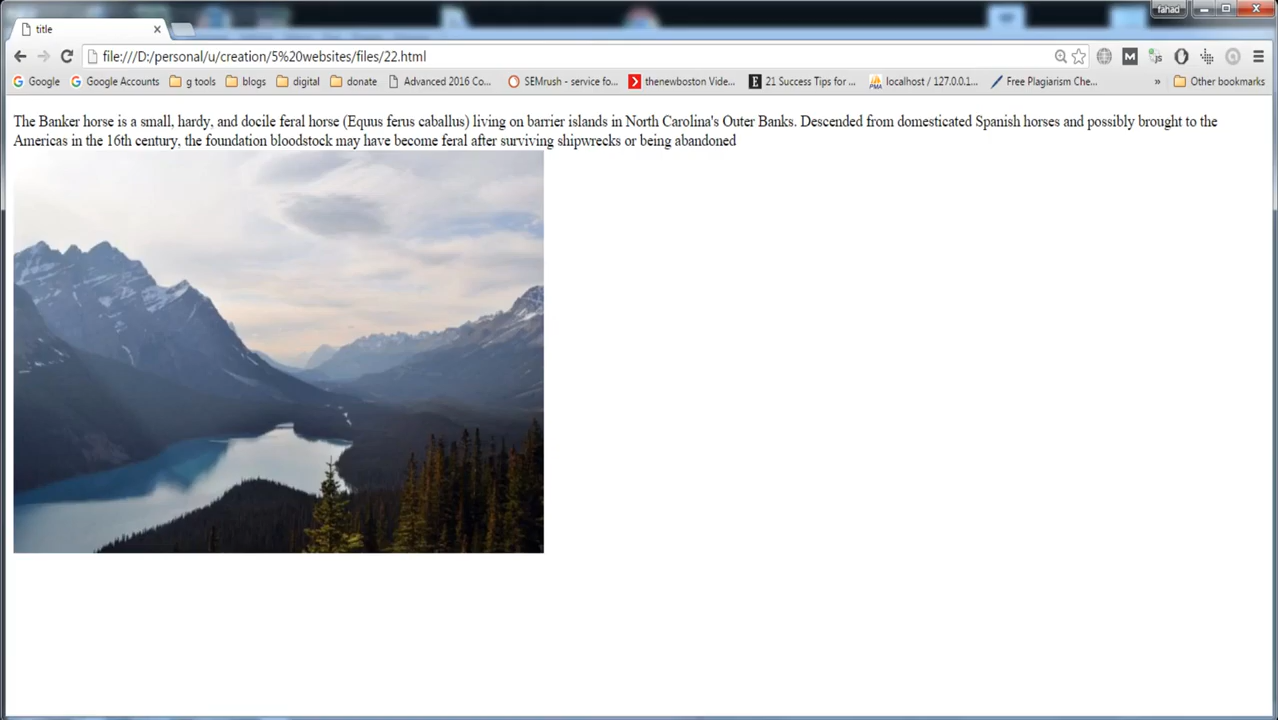 fahad
title
file:///D:/personal/u/creation/5%20websites/files/22.html
M
js
Google
Google Accounts
g tools
blogs
digital
donate
Advanced 2016 Co...
SEMrush - service fo...
thenewboston Vide...
E
21 Success Tips for ...
PMA
localhost / 127.0.0.1...
Free Plagiarism Che...
»
Other bookmarks
The Banker horse is a small, hardy, and docile feral horse (Equus ferus caballus) living on barrier islands in North Carolina's Outer Banks. Descended from domesticated Spanish horses and possibly brought to the
Americas in the 16th century, the foundation bloodstock may have become feral after surviving shipwrecks or being abandoned